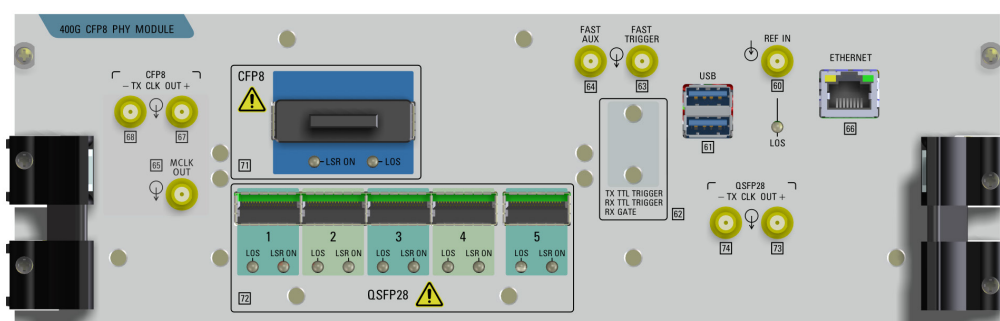 400G CFP8 PHY MODULE
CFP8
– TX CLK OUT +
68
67
65
MCLK
OUT
CFP8
LSR ON
LOS
71
1
2
3
4
5
LOS LSR ON
LOS LSR ON
LOS LSR ON
LOS LSR ON
LOS LSR ON
72
QSFP28
FAST
AUX
FAST
TRIGGER
64
63
TX TTL TRIGGER
RX TTL TRIGGER
RX GATE
62
USB
61
REF IN
60
LOS
ETHERNET
66
QSFP28
– TX CLK OUT +
74
73